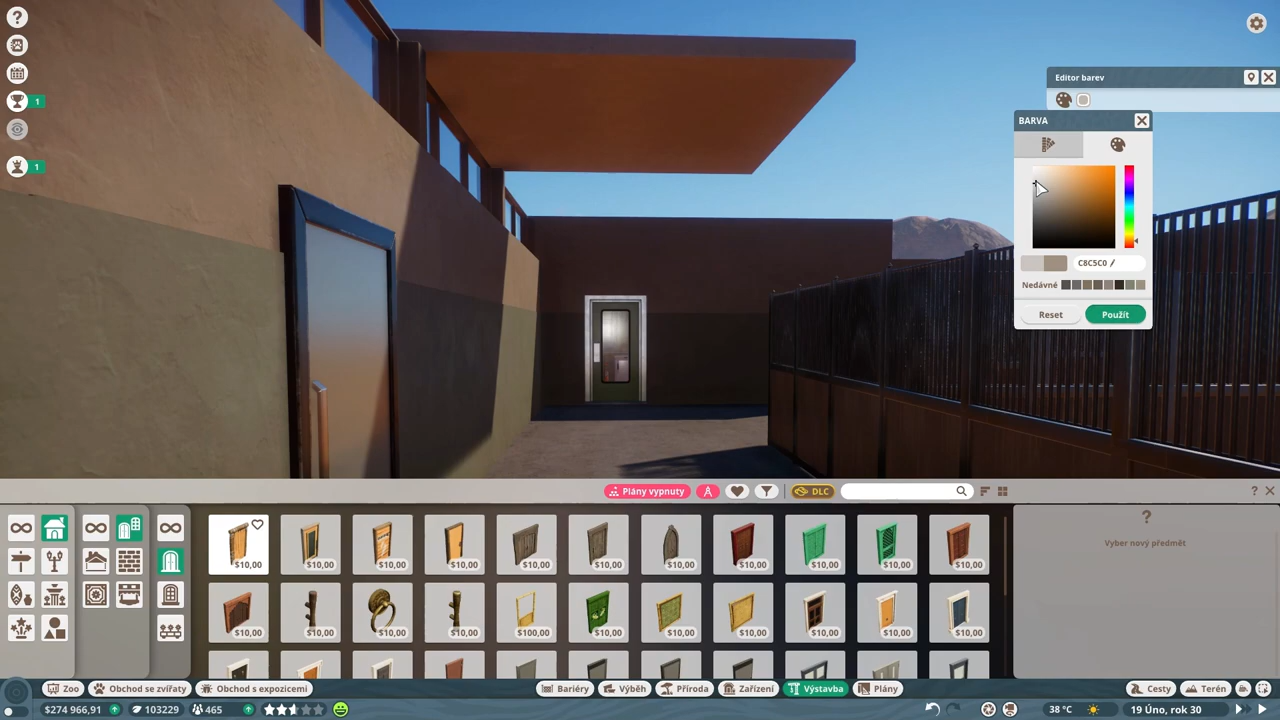 ?
1
1
Editor barev
BARVA
C8C5C0
Nedávné
Reset
Použít
Plány vypnuty
DLC
?
?
Vyber nový předmět
$10,00 $10,00 $10,00 $10,00 $10,00 $10,00 $10,00 $10,00 $10,00 $10,00 $10,00
$10,00 $10,00 $10,00 $10,00 $100,00 $10,00 $10,00 $10,00 $10,00 $10,00 $10,00
Zoo
Obchod se zvířaty
Obchod s expozicemi
Bariéry
Výběh
Příroda
Zařízení
Výstavba
Plány
Cesty
Terén
$274 966,91
103229
465
38 °C
19 Úno, rok 30